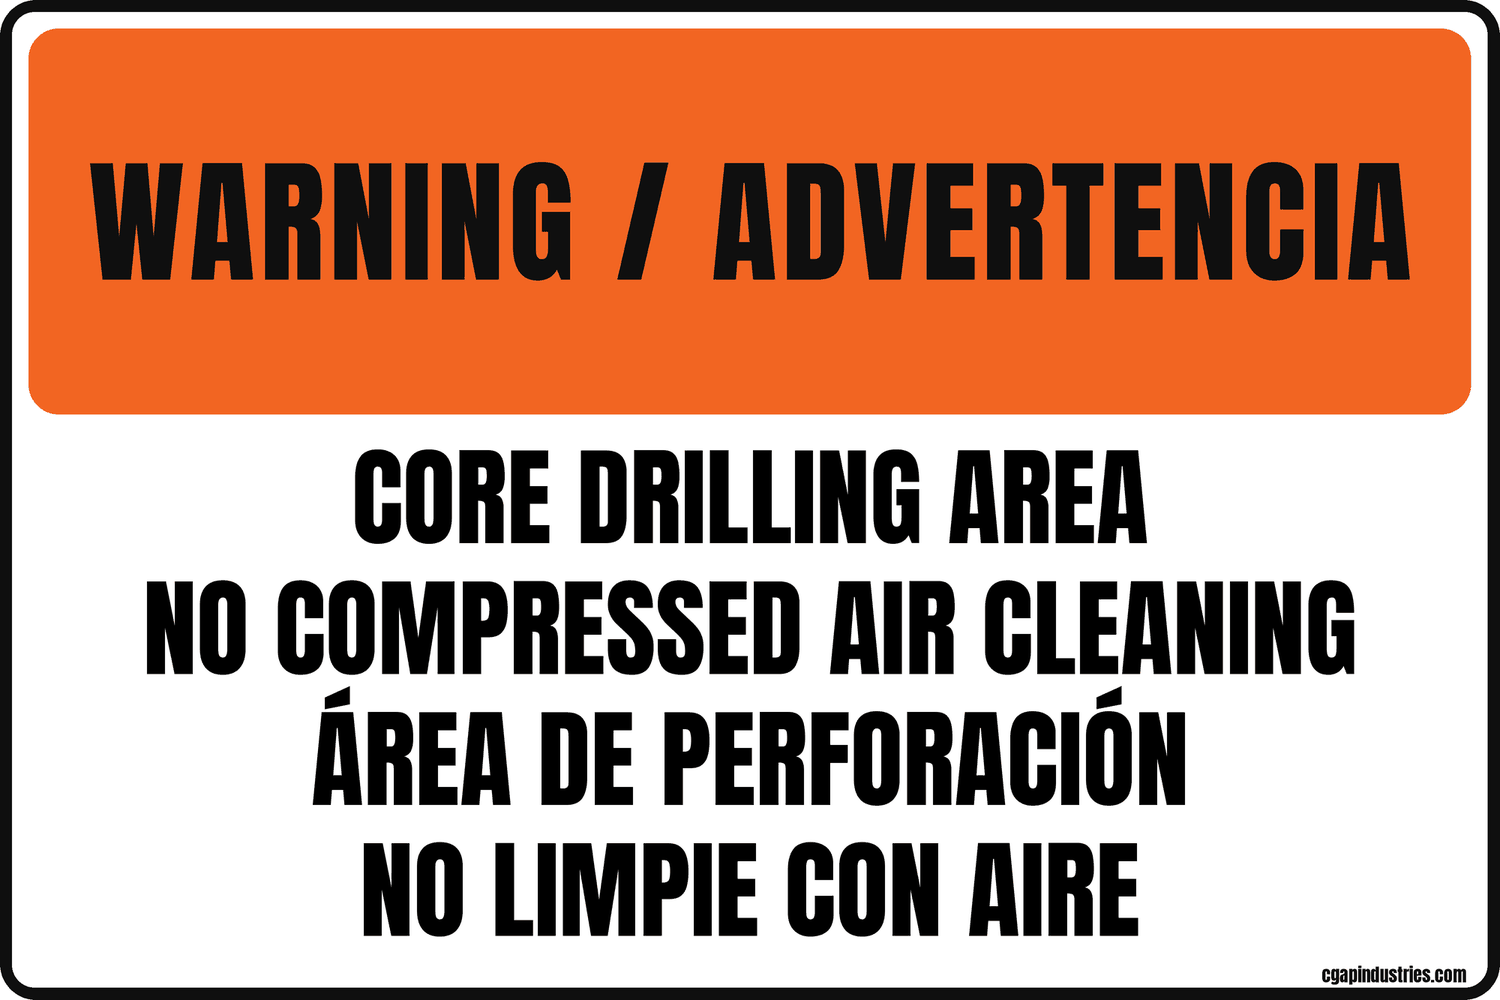 WARNING / ADVERTENCIA
CORE DRILLING AREA
NO COMPRESSED AIR CLEANING
ÁREA DE PERFORACIÓN
NO LIMPIE CON AIRE
cgapindustries.com